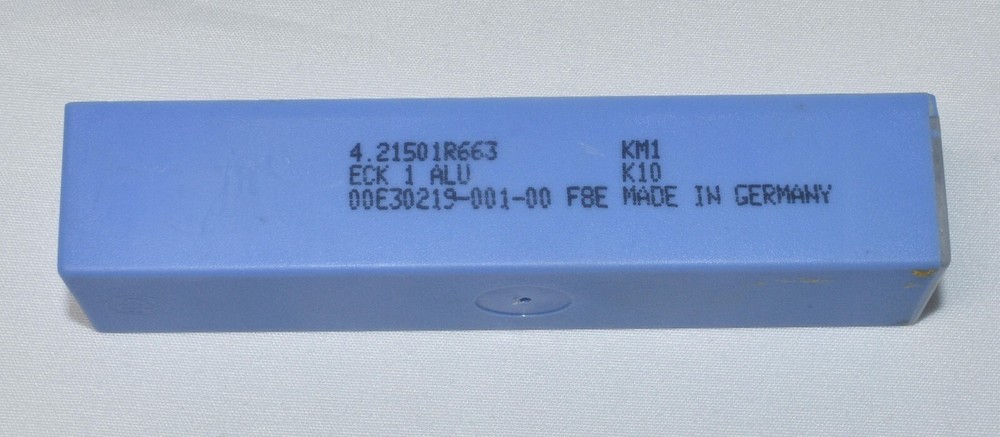 4.21501R663 KM1
ECK 1 ALU K10
00E30219-001-00 F8E MADE IN GERMANY